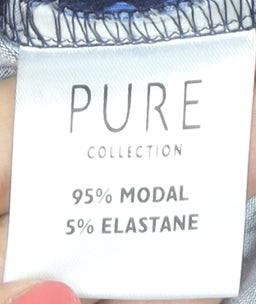 PURE
COLLECTION
95% MODAL
5% ELASTANE